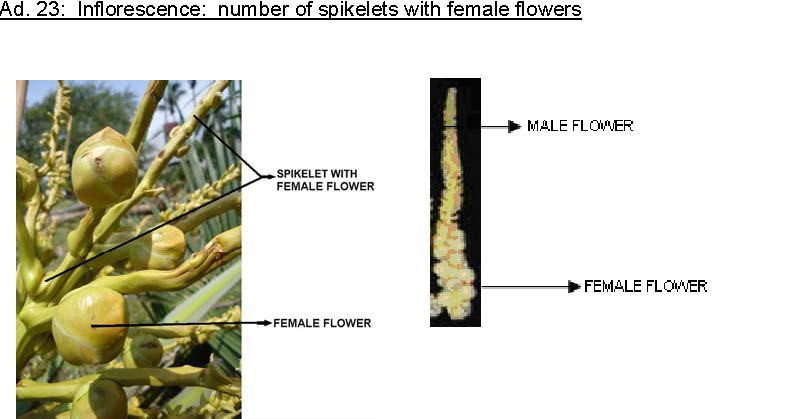 Ad. 23: Inflorescence: number of spikelets with female flowers
SPIKELET WITH
FEMALE FLOWER
FEMALE FLOWER
MALE FLOWER
FEMALE FLOWER